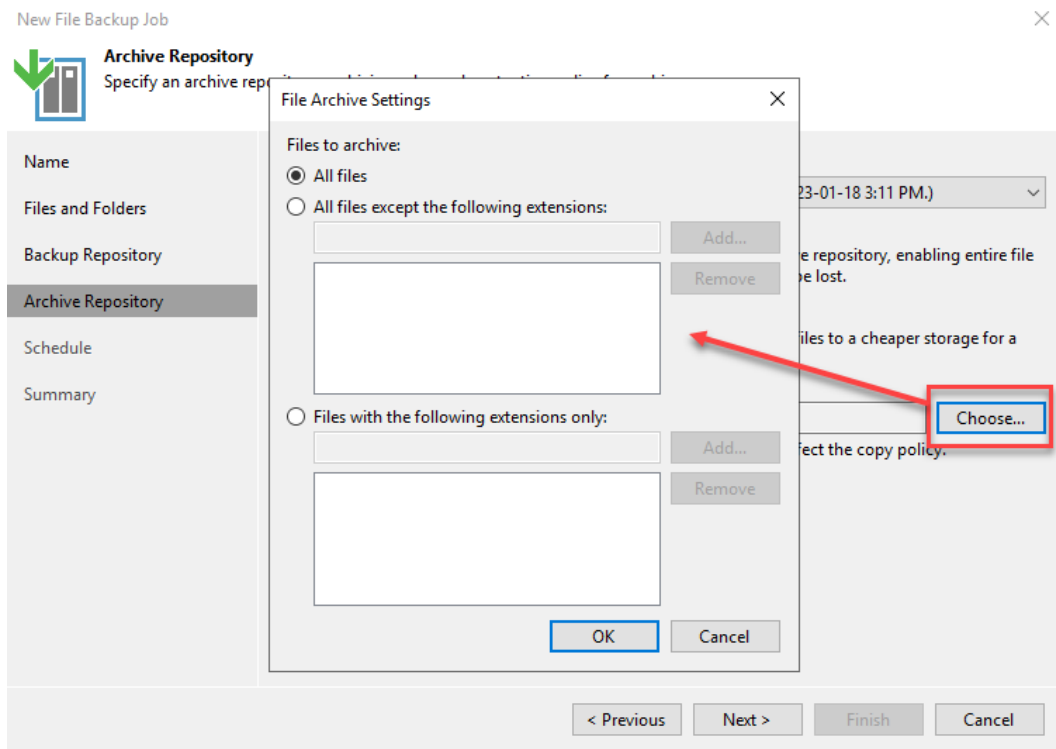 New File Backup Job
Archive Repository
Specify an archive
File Archive Settings
Files to archive:
All files
23-01-18 3:11 PM.)
All files except the following extensions:
Add...
repository, enabling entire file
Remove
be lost.
files to a cheaper storage for a
Files with the following extensions only:
Choose...
Add...
fect the copy policy.
Remove
OK
Cancel
Name
Files and Folders
Backup Repository
Archive Repository
Schedule
Summary
< Previous
Next >
Finish
Cancel